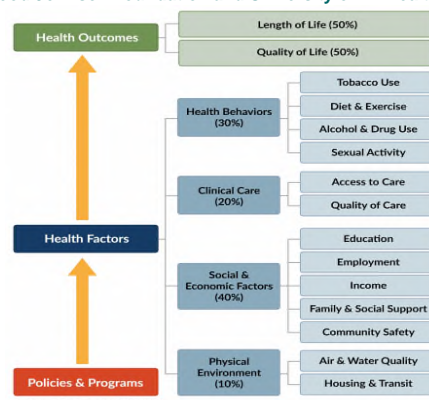 Length of Life (50%)
Health Outcomes
Quality of Life (50%)
Tobacco Use
Health Behaviors
(30%)
Diet & Exercise
Alcohol & Drug Use
Sexual Activity
Clinical Care
(20%)
Access to Care
Quality of Care
Health Factors
Education
Employment
Social &
Economic Factors
(40%)
Income
Family & Social Support
Community Safety
Physical
Environment
(10%)
Air & Water Quality
Housing & Transit
Policies & Programs